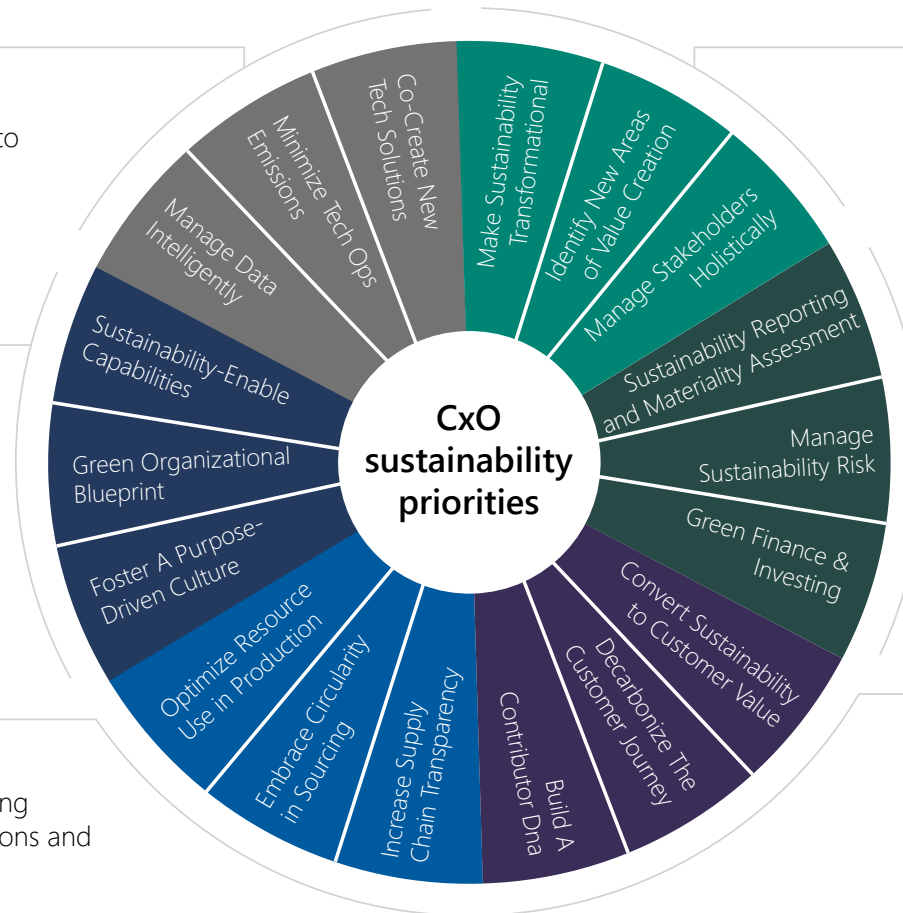 CxO
sustainability
priorities
Make Sustainability
Transformational
Identify New Areas
of Value Creation
Manage Stakeholders
Holistically
Sustainability Reporting
and Materiality Assessment
Manage
Sustainability Risk
Green Finance &
Investing
Convert Sustainability
to Customer Value
Decarbonize The
Customer Journey
Build A
Contributor Dna
Increase Supply
Chain Transparency
Embrace Circularity
in Sourcing
Optimize Resource
Use in Production
Foster A Purpose-
Driven Culture
Green Organizational
Blueprint
Sustainability-Enable
Capabilities
Manage Data
Intelligently
Minimize Tech Ops
Emissions
Co-Create New
Tech Solutions
to
ng
ons and